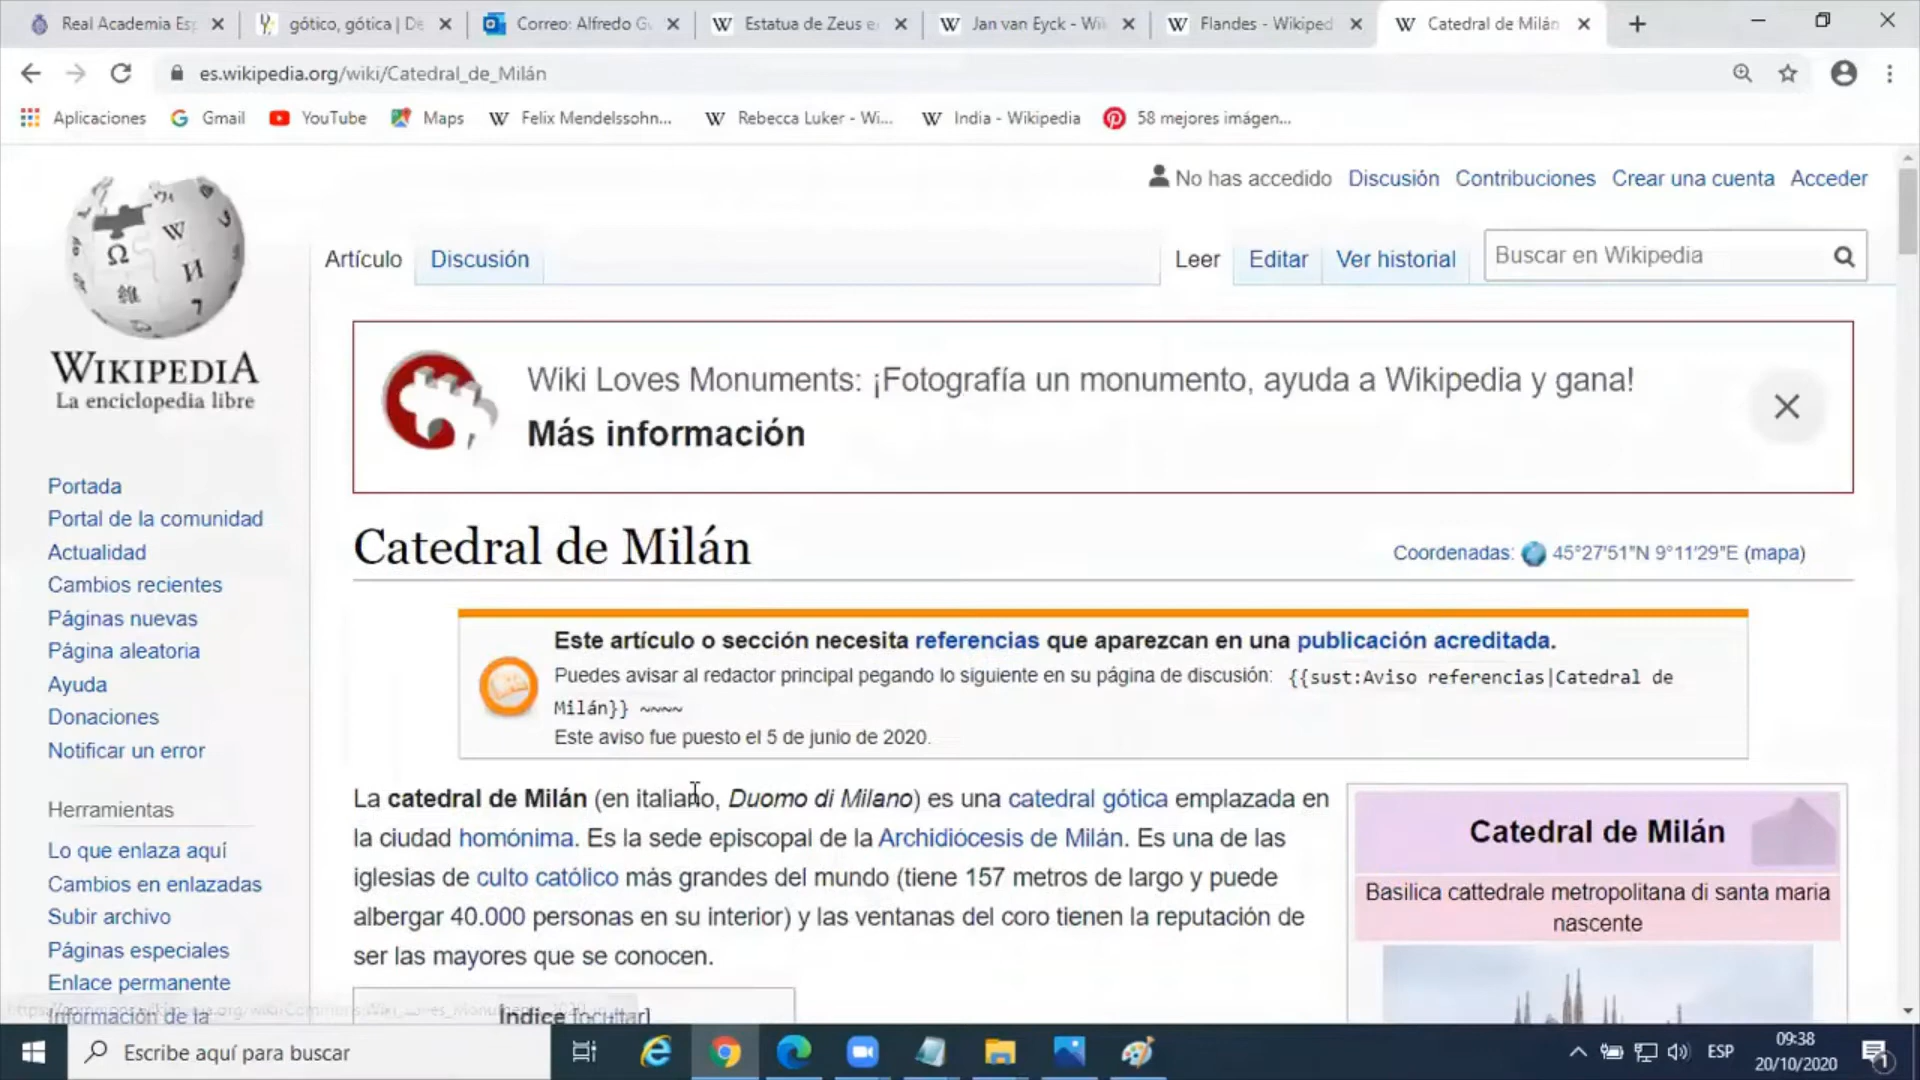 Real Academia Esp
gótico, gótica | De
Correo: Alfredo G
Estatua de Zeus e
Jan van Eyck - Wi
Flandes - Wikiped
Catedral de Milán
es.wikipedia.org/wiki/Catedral_de_Milán
Aplicaciones
Gmail
YouTube
Maps
Felix Mendelssohn...
Rebecca Luker - Wi...
India - Wikipedia
58 mejores imágen...
No has accedido Discusión Contribuciones Crear una cuenta Acceder
Artículo Discusión
Leer Editar Ver historial
Buscar en Wikipedia
WIKIPEDIA
La enciclopedia libre
Wiki Loves Monuments: ¡Fotografía un monumento, ayuda a Wikipedia y gana!
Más información
Portada
Portal de la comunidad
Actualidad
Cambios recientes
Páginas nuevas
Página aleatoria
Ayuda
Donaciones
Notificar un error
Herramientas
Lo que enlaza aquí
Cambios en enlazadas
Subir archivo
Páginas especiales
Enlace permanente
Información de la
Catedral de Milán
Coordenadas: 45°27′51″N 9°11′29″E (mapa)
Este artículo o sección necesita referencias que aparezcan en una publicación acreditada.
Puedes avisar al redactor principal pegando lo siguiente en su página de discusión: {{sust:Aviso referencias|Catedral de
Milán}} ~~~~
Este aviso fue puesto el 5 de junio de 2020.
La catedral de Milán (en italiano, Duomo di Milano) es una catedral gótica emplazada en
la ciudad homónima. Es la sede episcopal de la Archidiócesis de Milán. Es una de las
iglesias de culto católico más grandes del mundo (tiene 157 metros de largo y puede
albergar 40.000 personas en su interior) y las ventanas del coro tienen la reputación de
ser las mayores que se conocen.
Índice [ocultar]
Catedral de Milán
Basilica cattedrale metropolitana di santa maria
nascente
Escribe aquí para buscar
ESP
09:38
20/10/2020
1